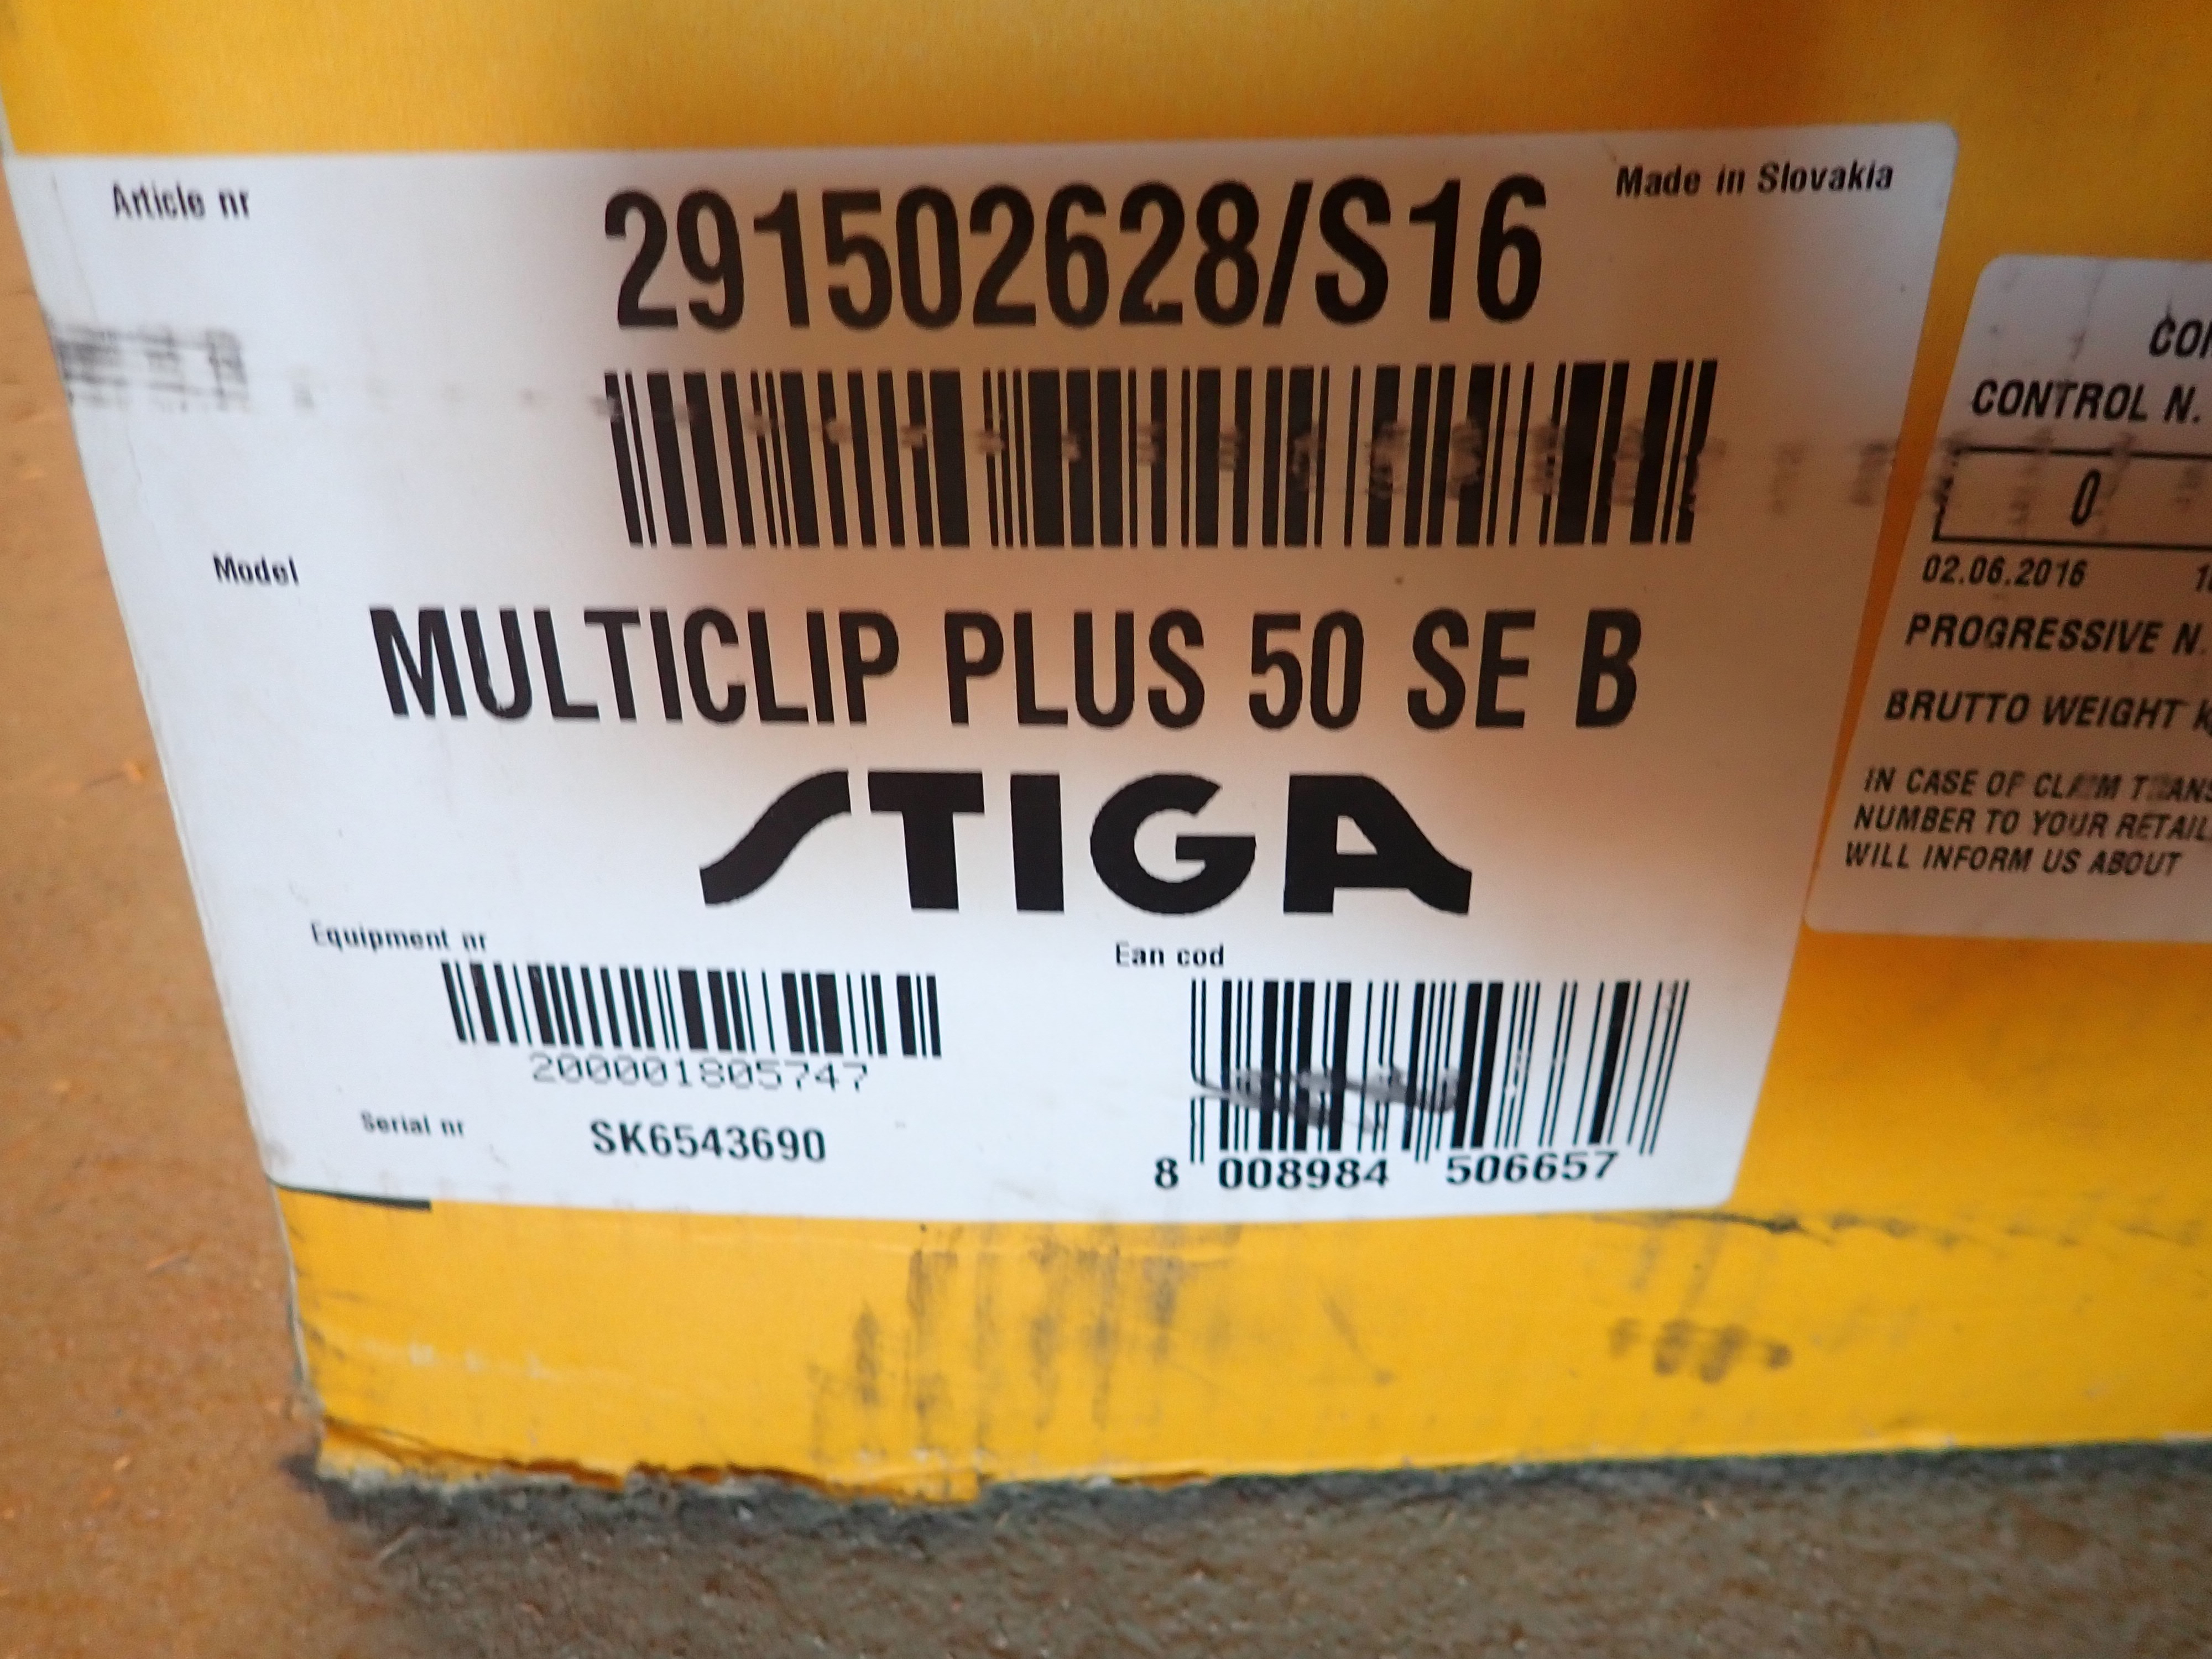 Article nr
291502628/S16
Made in Slovakia
Model
MULTICLIP PLUS 50 SE B
STIGA
Equipment nr
200001805747
Serial nr
SK6543690
Ean cod
8 008984 506657
CONTROL N.
0
02.06.2016
PROGRESSIVE N.
BRUTTO WEIGHT
IN CASE OF CLAIM
NUMBER TO YOUR
WILL INFORM US ABOUT